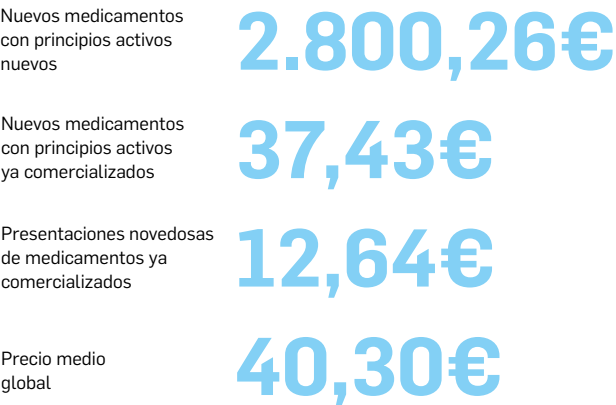 Nuevos medicamentos
con principios activos
nuevos
2.800,26€
Nuevos medicamentos
con principios activos
ya comercializados
37,43€
Presentaciones novedosas
de medicamentos ya
comercializados
12,64€
Precio medio
global
40,30€